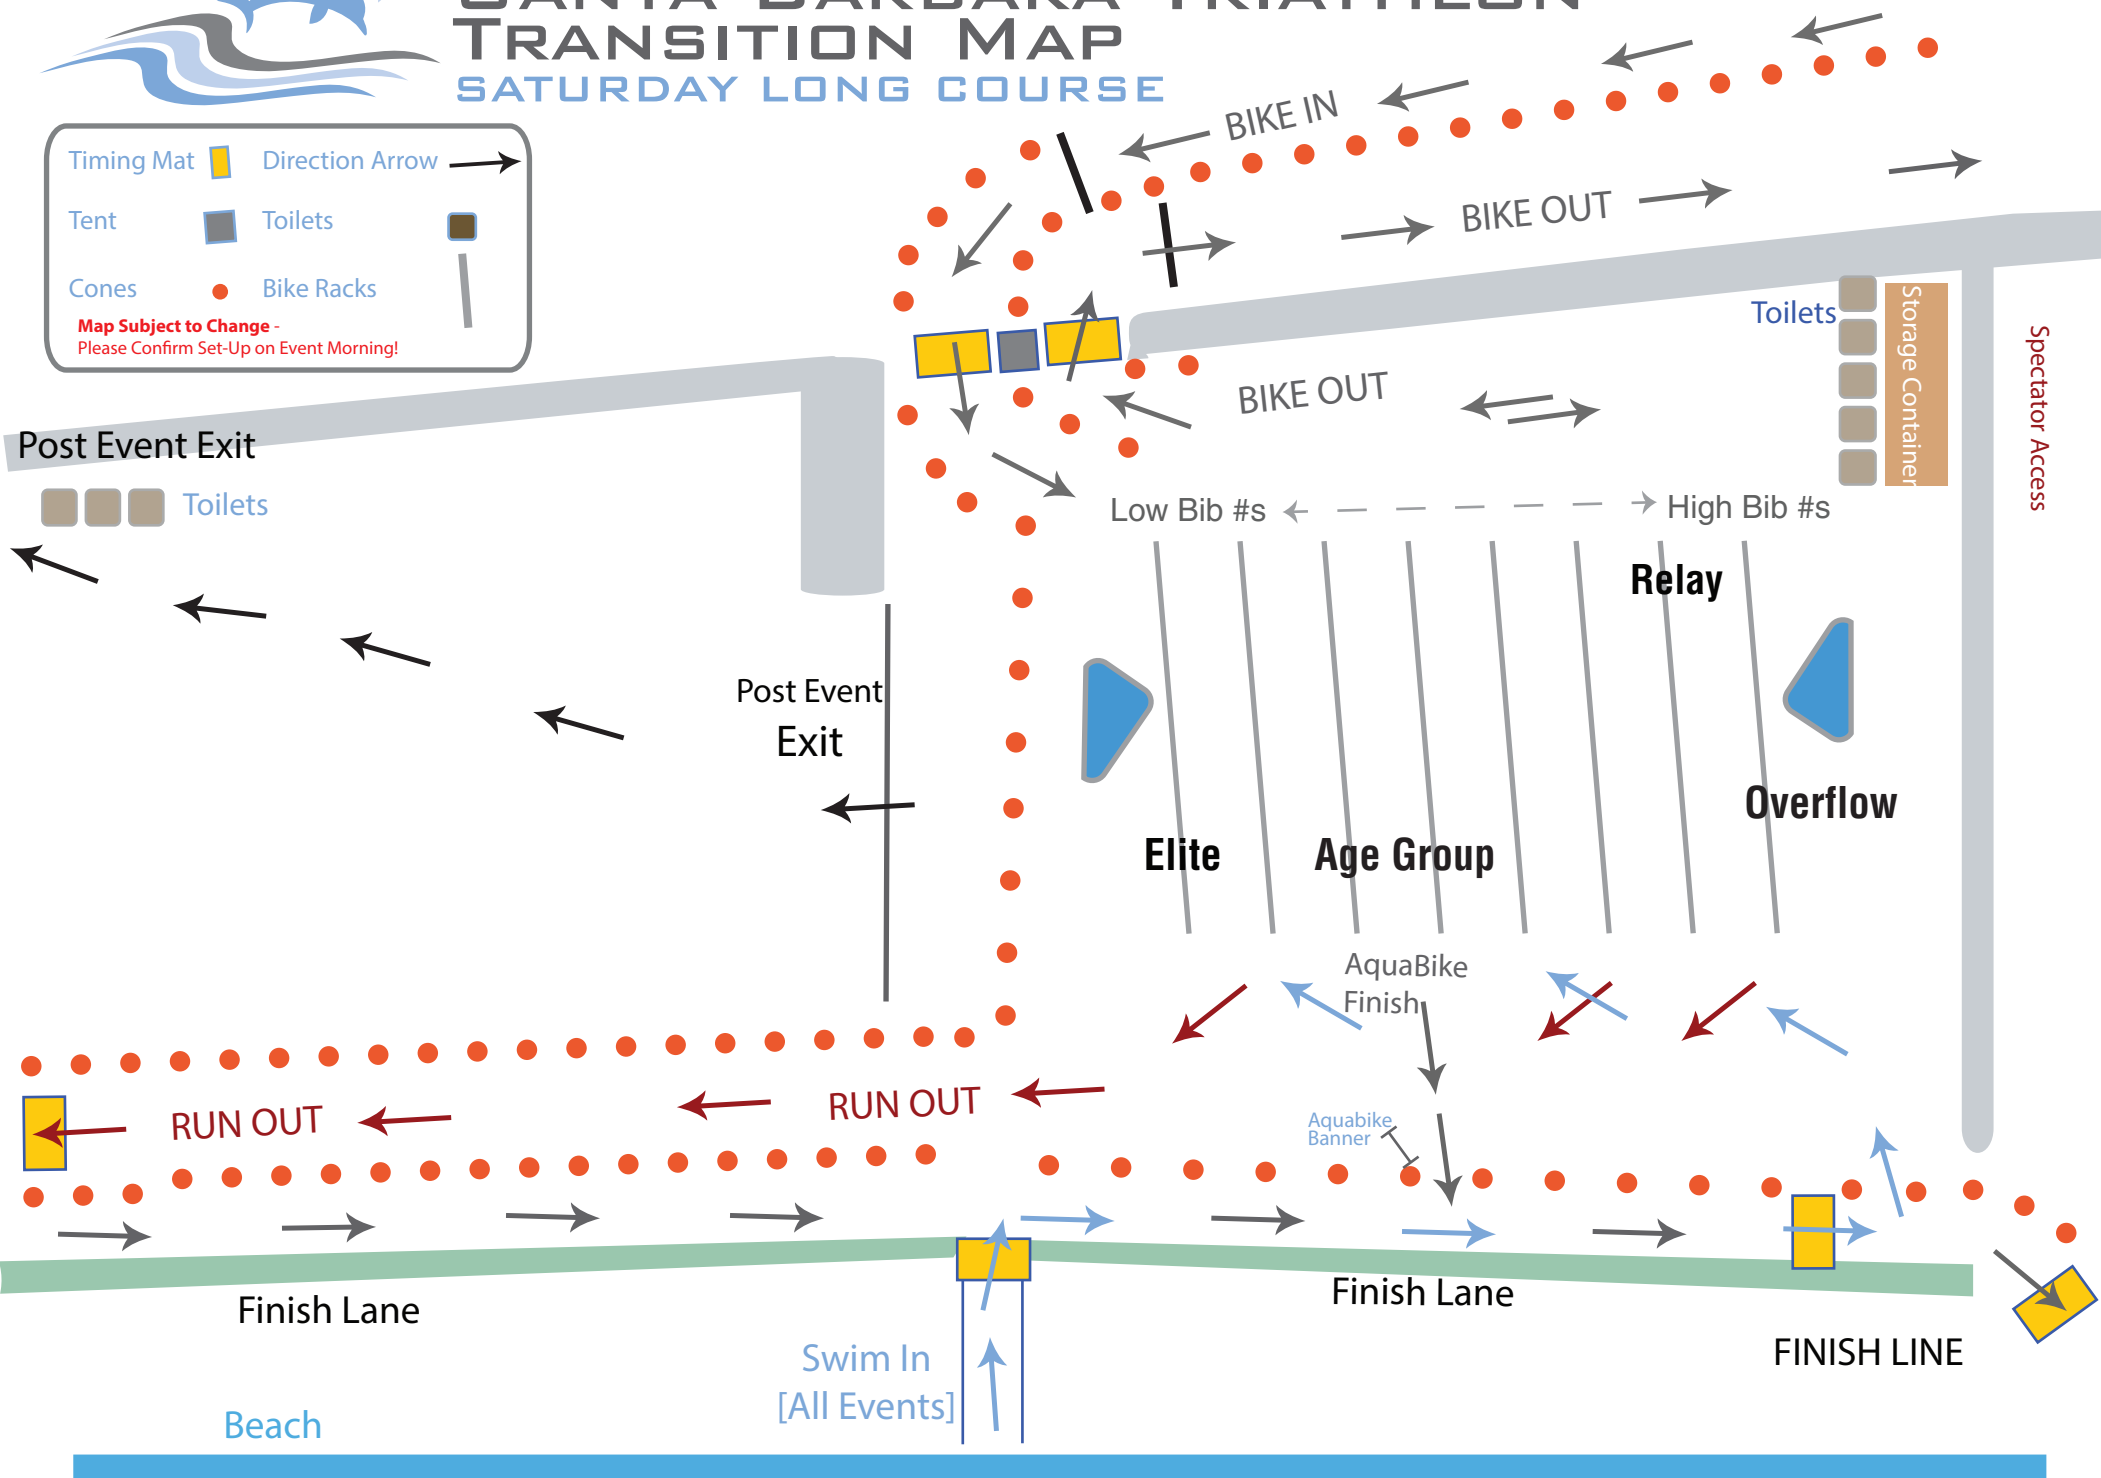 SANTA BARBARA TRIATHLON
TRANSITION MAP
SATURDAY LONG COURSE
Timing Mat
Direction Arrow
Tent
Toilets
Cones
Bike Racks
Map Subject to Change -
Please Confirm Set-Up on Event Morning!
BIKE IN
BIKE OUT
Toilets
Storage Container
Spectator Access
BIKE OUT
Post Event Exit
Toilets
Low Bib #s
High Bib #s
Relay
Post Event
Exit
Overflow
Elite
Age Group
AquaBike
Finish
RUN OUT
RUN OUT
Aquabike
Banner
Finish Lane
Finish Lane
FINISH LINE
Swim In
[All Events]
Beach